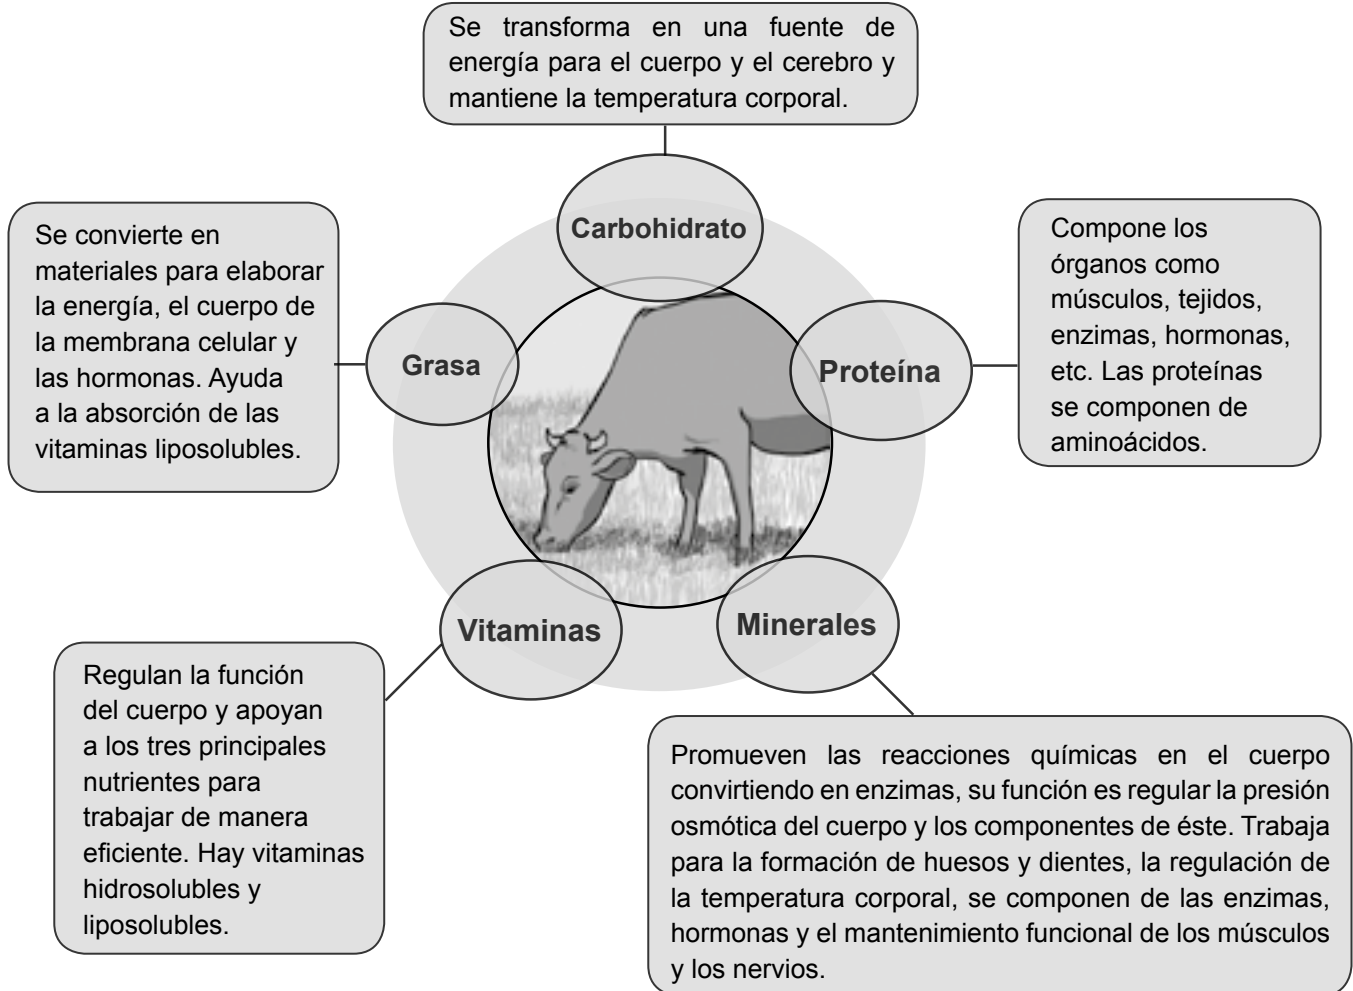 Se transforma en una fuente de
energía para el cuerpo y el cerebro y
mantiene la temperatura corporal.
Carbohidrato
Se convierte en
materiales para elaborar
la energía, el cuerpo de
la membrana celular y
las hormonas. Ayuda
a la absorción de las
vitaminas liposolubles.
Grasa
Proteína
Compone los
órganos como
músculos, tejidos,
enzimas, hormonas,
etc. Las proteínas
se componen de
aminoácidos.
Vitaminas
Minerales
Regulan la función
del cuerpo y apoyan
a los tres principales
nutrientes para
trabajar de manera
eficiente. Hay vitaminas
hidrosolubles y
liposolubles.
Promueven las reacciones químicas en el cuerpo
convirtiendo en enzimas, su función es regular la presión
osmótica del cuerpo y los componentes de éste. Trabaja
para la formación de huesos y dientes, la regulación de
la temperatura corporal, se componen de las enzimas,
hormonas y el mantenimiento funcional de los músculos
y los nervios.